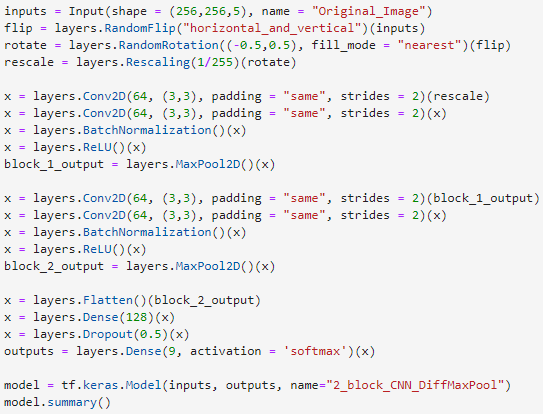 inputs = Input(shape = (256,256,5), name = "Original_Image")
flip = layers.RandomFlip("horizontal_and_vertical")(inputs)
rotate = layers.RandomRotation((-0.5,0.5), fill_mode = "nearest")(flip)
rescale = layers.Rescaling(1/255)(rotate)
x = layers.Conv2D(64, (3,3), padding = "same", strides = 2)(rescale)
x = layers.Conv2D(64, (3,3), padding = "same", strides = 2)(x)
x = layers.BatchNormalization()(x)
x = layers.ReLU()(x)
block_1_output = layers.MaxPool2D()(x)
x = layers.Conv2D(64, (3,3), padding = "same", strides = 2)(block_1_output)
x = layers.Conv2D(64, (3,3), padding = "same", strides = 2)(x)
x = layers.BatchNormalization()(x)
x = layers.ReLU()(x)
block_2_output = layers.MaxPool2D()(x)
x = layers.Flatten()(block_2_output)
x = layers.Dense(128)(x)
x = layers.Dropout(0.5)(x)
outputs = layers.Dense(9, activation = 'softmax')(x)
model = tf.keras.Model(inputs, outputs, name="2_block_CNN_DiffMaxPool")
model.summary()